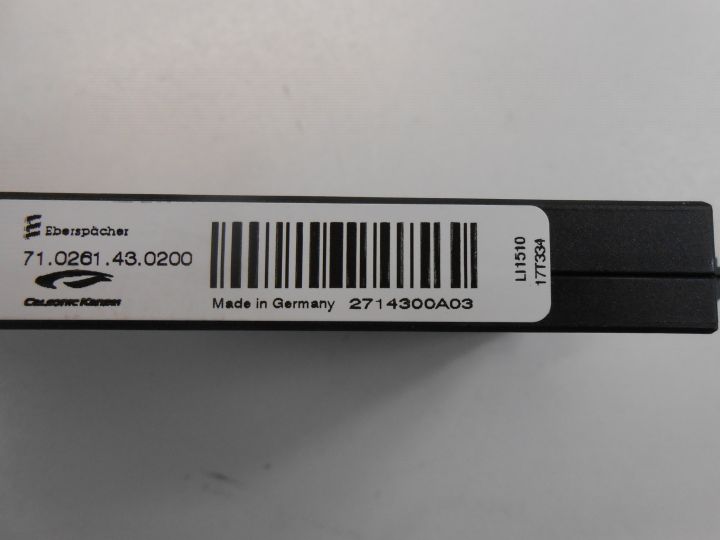 Eberspächer
71.0261.43.0200
Calsonic Kansei
Made in Germany 2714300A03
LI1510
17T334